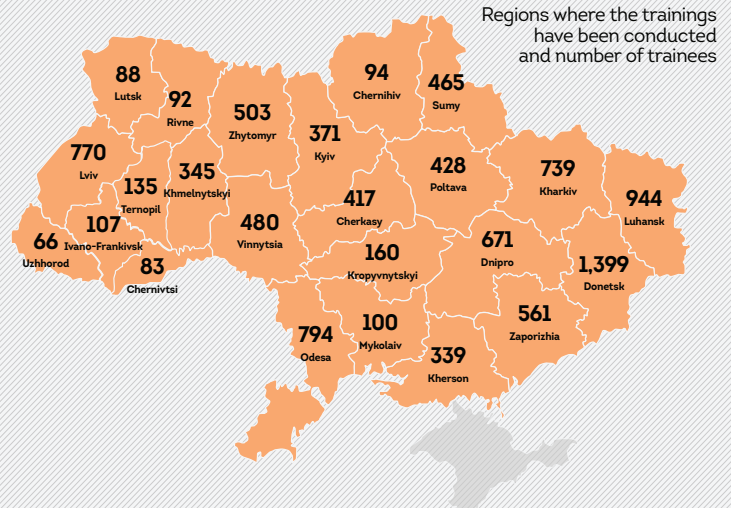 Regions where the trainings
have been conducted
and number of trainees
88
Lutsk
92
Rivne
503
Zhytomyr
371
Kyiv
94
Chernihiv
465
Sumy
770
Lviv
135
Ternopil
345
Khmelnytskyi
417
Cherkasy
428
Poltava
739
Kharkiv
944
Luhansk
66
Uzhhorod
107
Ivano-Frankivsk
83
Chernivtsi
480
Vinnytsia
160
Kropyvnytskyi
671
Dnipro
1,399
Donetsk
794
Odesa
100
Mykolaiv
339
Kherson
561
Zaporizhia